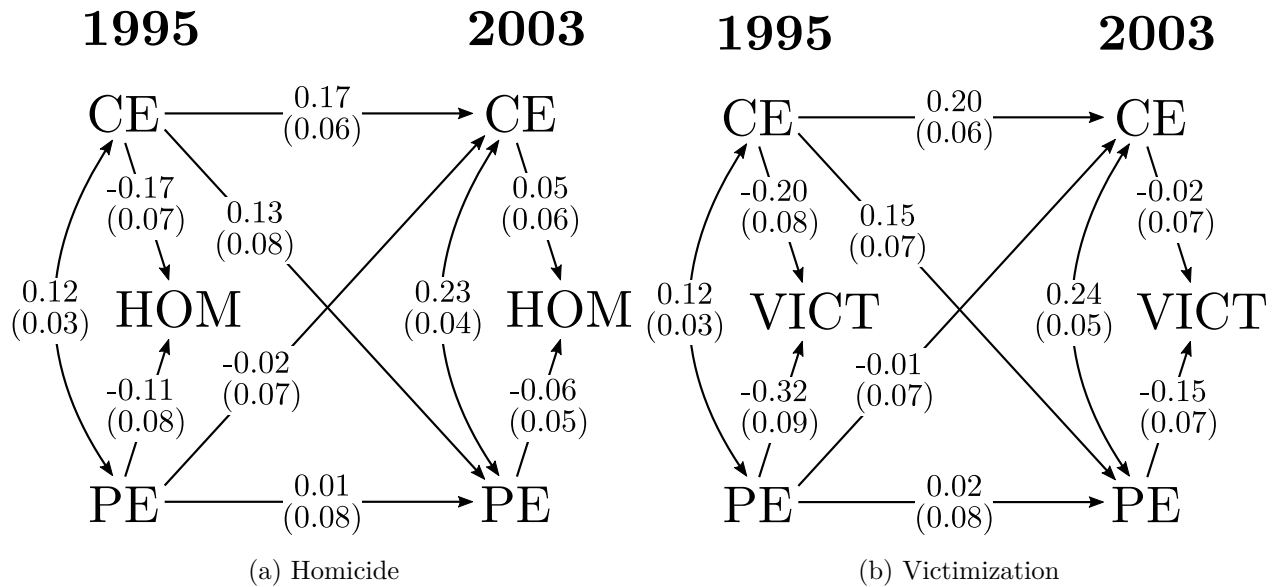 1995 2003 1995 2003
CE 0.17 CE CE 0.20 CE
(0.06) (0.06)
-0.17 0.05 -0.20 -0.02
(0.07) (0.06) (0.08) (0.07)
0.13 0.15
(0.08) (0.07)
0.12 0.23 0.12 0.24
(0.03) (0.04) (0.03) (0.05)
HOM HOM VICT VICT
-0.02 -0.01
(0.07) (0.07)
-0.11 -0.06 -0.32 -0.15
(0.08) (0.05) (0.09) (0.07)
PE 0.01 PE PE 0.02 PE
(0.08) (0.08)
(a) Homicide (b) Victimization